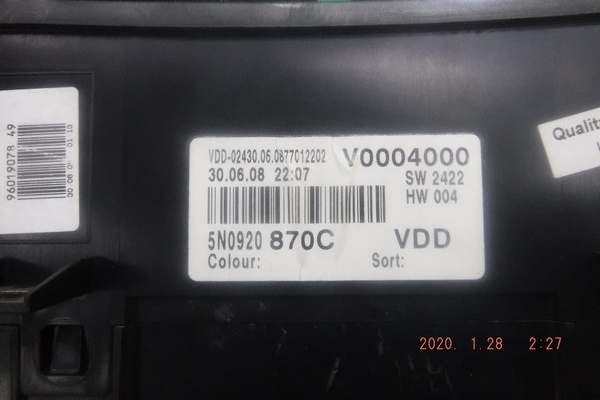 96019078 49
VDD-02430.06.0877012202 V0004000
30.06.08 22:07 SW 2422
HW 004
5N0920 870C VDD
Colour: Sort:
Qualit
2020. 1.28 2:27